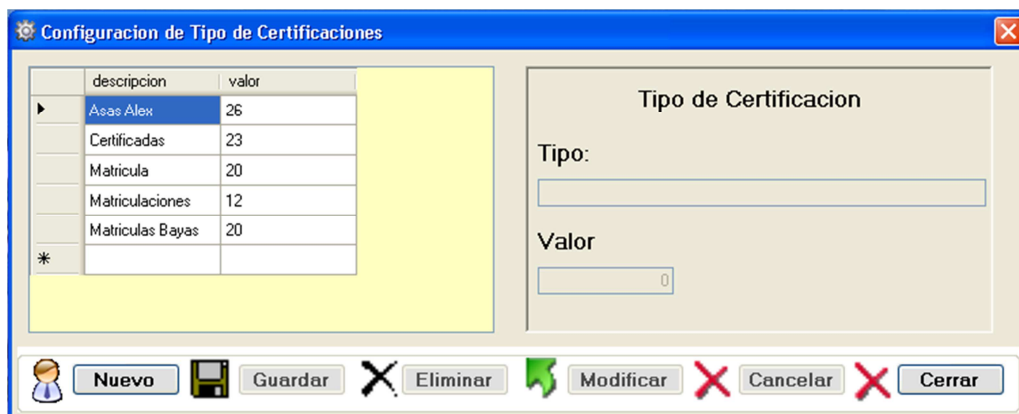 Configuracion de Tipo de Certificaciones
descripcion valor
Asas Alex 26
Certificadas 23
Matricula 20
Matriculaciones 12
Matriculas Bayas 20
Tipo de Certificacion
Tipo:
Valor
0
Nuevo Guardar Eliminar Modificar Cancelar Cerrar